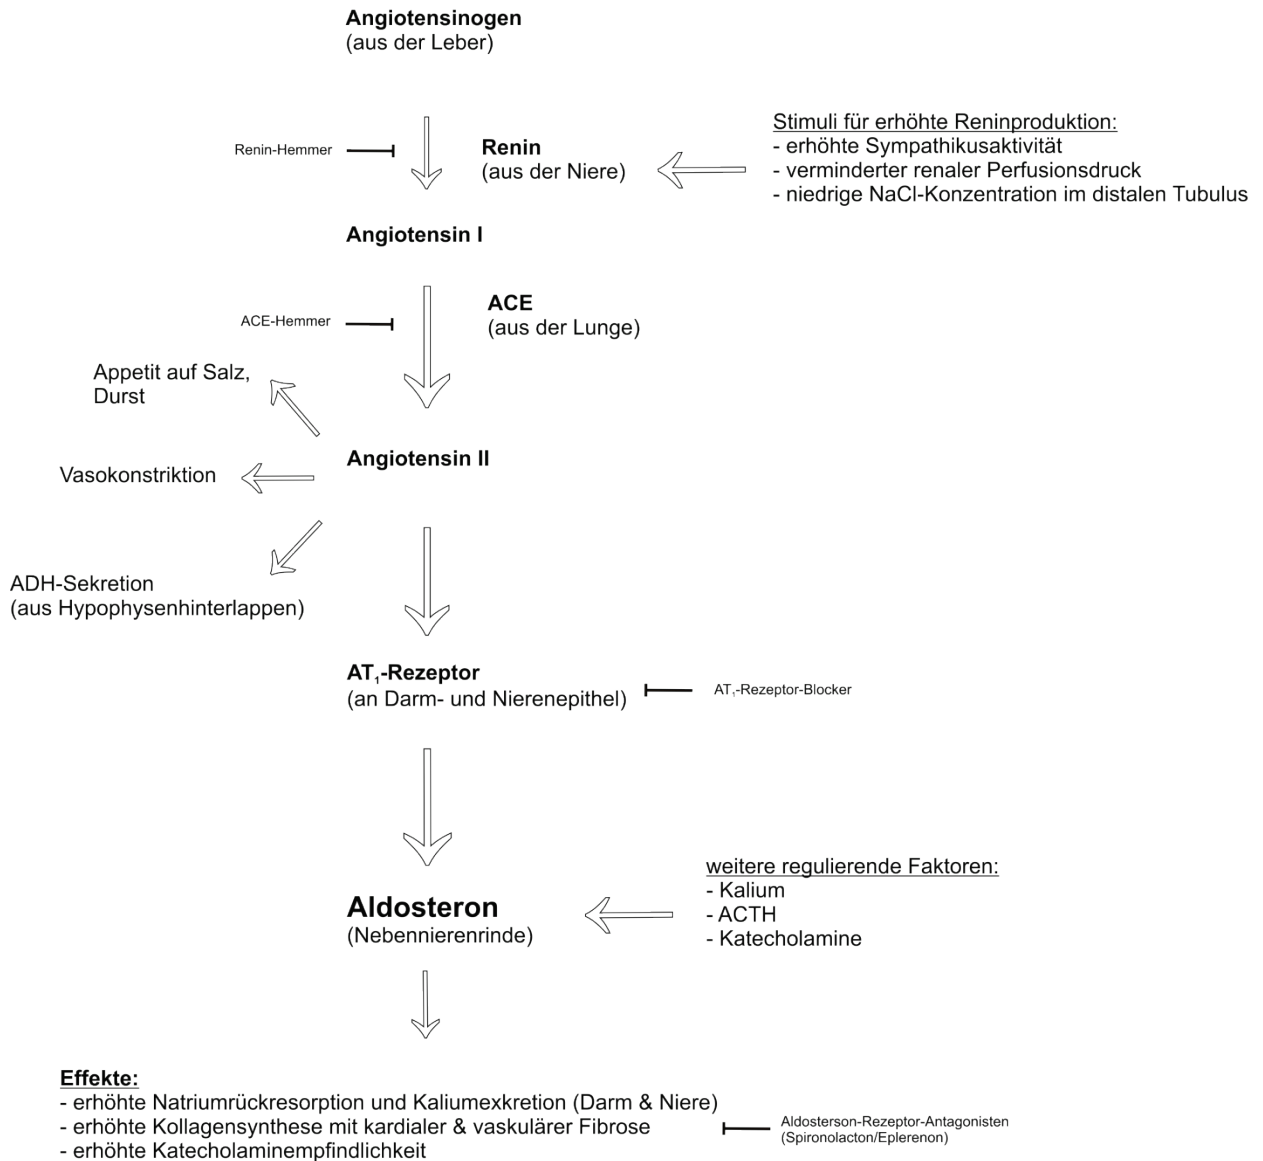 Angiotensinogen
(aus der Leber)
Stimuli für erhöhte Reninproduktion:
- erhöhte Sympathikusaktivität
- verminderter renaler Perfusionsdruck
- niedrige NaCl-Konzentration im distalen Tubulus
Renin-Hemmer
Renin
(aus der Niere)
Angiotensin I
ACE
(aus der Lunge)
ACE-Hemmer
Appetit auf Salz,
Durst
Angiotensin II
Vasokonstriktion
ADH-Sekretion
(aus Hypophysenhinterlappen)
AT₁-Rezeptor
(an Darm- und Nierenepithel)
AT₁-Rezeptor-Blocker
weitere regulierende Faktoren:
- Kalium
- ACTH
- Katecholamine
Aldosteron
(Nebennierenrinde)
Effekte:
- erhöhte Natriumrückresorption und Kaliumexkretion (Darm & Niere)
- erhöhte Kollagensynthese mit kardialer & vaskulärer Fibrose
- erhöhte Katecholaminempfindlichkeit
Aldosterson-Rezeptor-Antagonisten
(Spironolacton/Eplerenon)